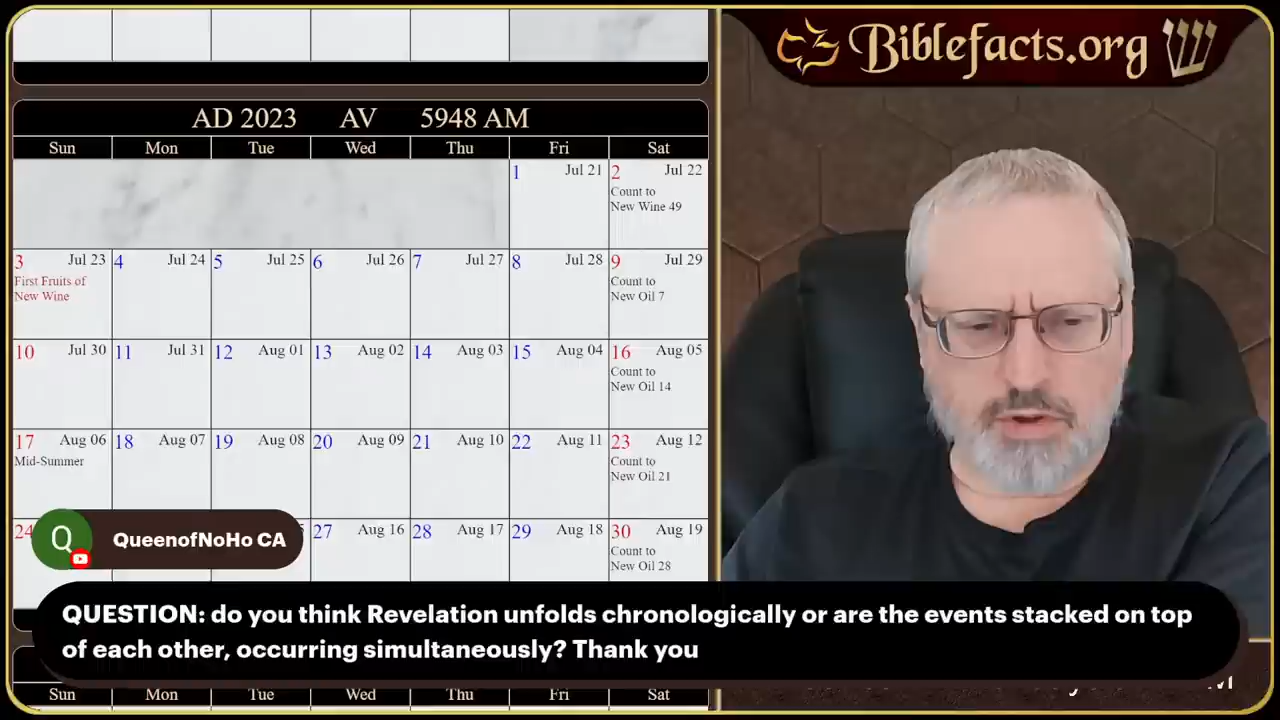 Biblefacts.org
AD 2023 AV 5948 AM
Sun Mon Tue Wed Thu Fri Sat
1 Jul 21 2 Jul 22
Count to
New Wine 49
3 Jul 23 4 Jul 24 5 Jul 25 6 Jul 26 7 Jul 27 8 Jul 28 9 Jul 29
First Fruits of Count to
New Wine New Oil 7
10 Jul 30 11 Jul 31 12 Aug 01 13 Aug 02 14 Aug 03 15 Aug 04 16 Aug 05
Count to
New Oil 14
17 Aug 06 18 Aug 07 19 Aug 08 20 Aug 09 21 Aug 10 22 Aug 11 23 Aug 12
Mid-Summer Count to
New Oil 21
24 27 Aug 16 28 Aug 17 29 Aug 18 30 Aug 19
Count to
New Oil 28
Q QueenofNoHo CA
QUESTION: do you think Revelation unfolds chronologically or are the events stacked on top
of each other, occurring simultaneously? Thank you
Sun Mon Tue Wed Thu Fri Sat